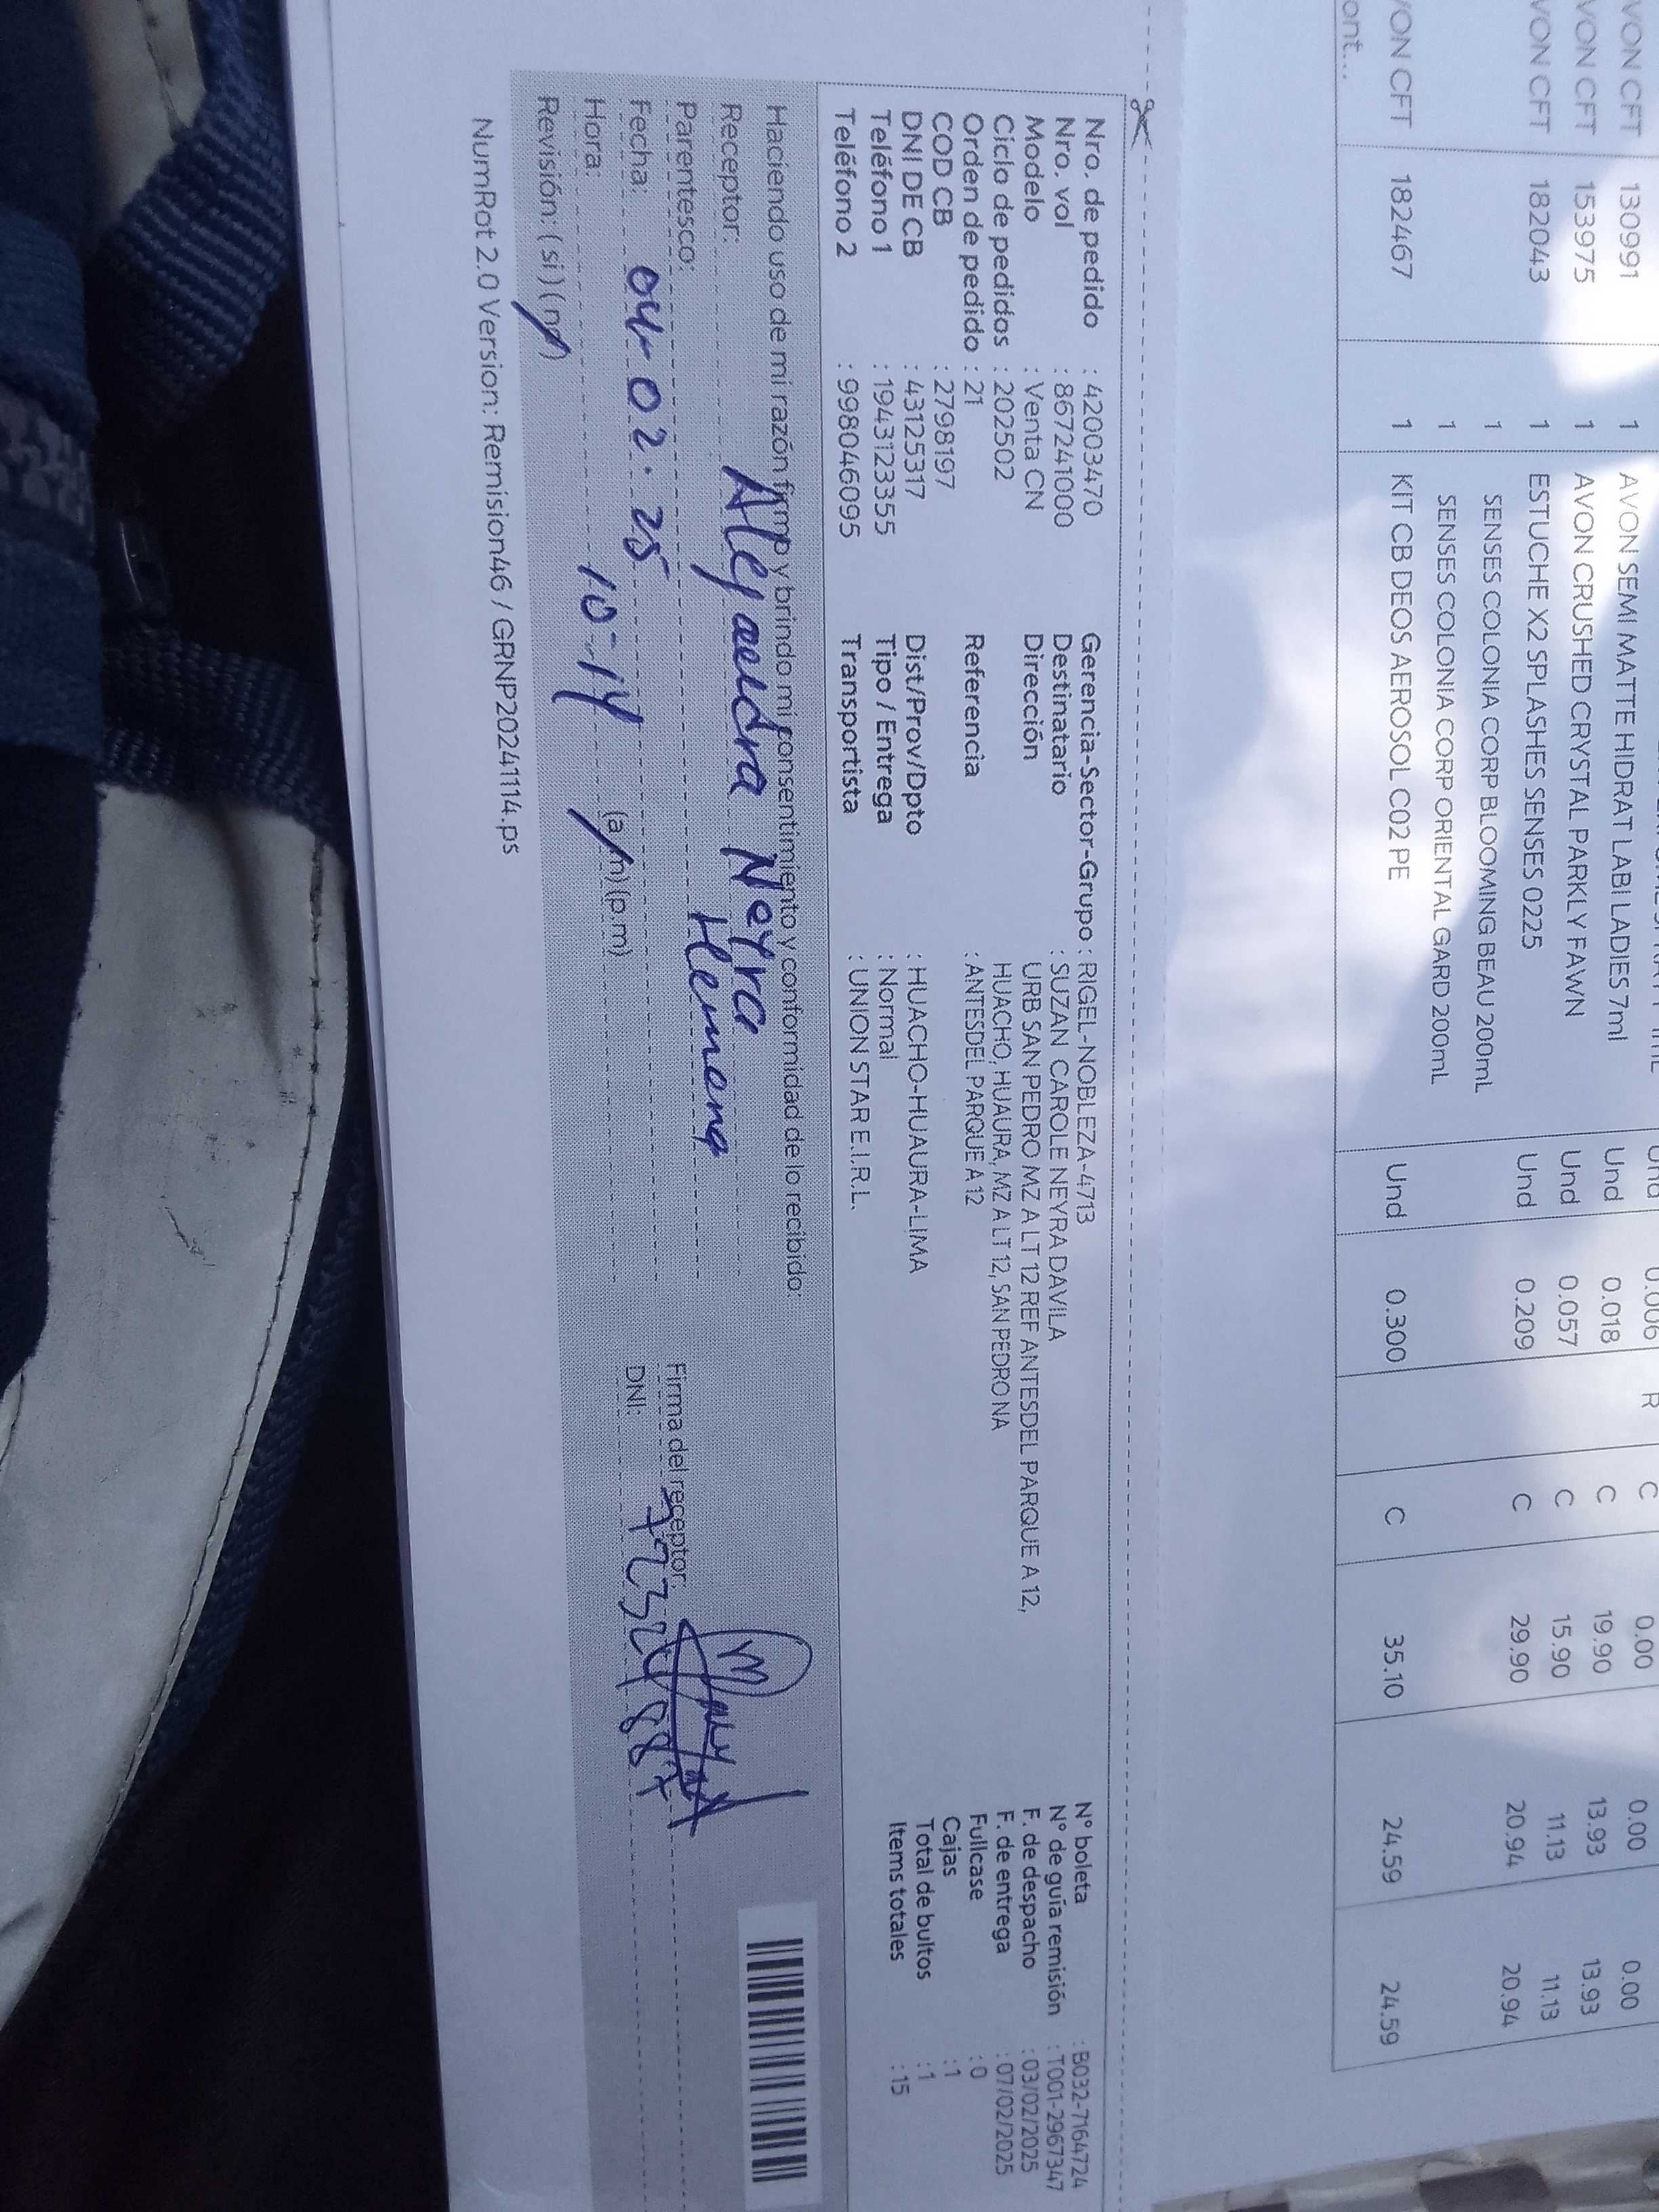 VON CFT 130991 1 AVON SEMI MATTE HIDRAT LABI LADIES 7ml Und 0.018 C 19.90 13.93 13.93
VON CFT 153975 1 AVON CRUSHED CRYSTAL PARKLY FAWN Und 0.057 C 15.90 11.13 11.13
VON CFT 182043 1 ESTUCHE X2 SPLASHES SENSES 0225 Und 0.209 C 29.90 20.94 20.94
1 SENSES COLONIA CORP BLOOMING BEAU 200mL
1 SENSES COLONIA CORP ORIENTAL GARD 200mL
VON CFT 182467 1 KIT CB DEOS AEROSOL C02 PE Und 0.300 C 35.10 24.59 24.59
ont...
Nro. de pedido : 42003470 Gerencia-Sector-Grupo : RIGEL-NOBLEZA-4713 N° boleta : B032-7164724
Nro. vol : 867241000 Destinatario : SUZAN CAROLE NEYRA DAVILA N° de guía remisión : T001-2967347
Modelo : Venta CN Dirección URB SAN PEDRO MZ A LT 12 REF ANTESDEL PARQUE A 12, F. de despacho : 03/02/2025
Ciclo de pedidos : 202502 HUACHO, HUAURA, MZ A LT 12, SAN PEDRO NA F. de entrega : 07/02/2025
Orden de pedido : 21 Referencia : ANTESDEL PARQUE A 12 Fullcase : 0
COD CB : 2798197 Cajas : 1
DNI DE CB : 43125317 Dist/Prov/Dpto : HUACHO-HUAURA-LIMA Total de bultos : 1
Teléfono 1 : 1943123355 Tipo / Entrega : Normal Items totales : 15
Teléfono 2 : 998046095 Transportista : UNION STAR E.I.R.L.
Haciendo uso de mi razón firmo y brindo mi consentimiento y conformidad de lo recibido:
Receptor: Alejandra Neyra
Parentesco: Hermana Firma del receptor:
Fecha: 04-02-25 DNI:
Hora: 10-14 (a.m) (p.m)
Revisión: (si) (no)
NumRot 2.0 Version: Remision46 / GRNP20241114.ps